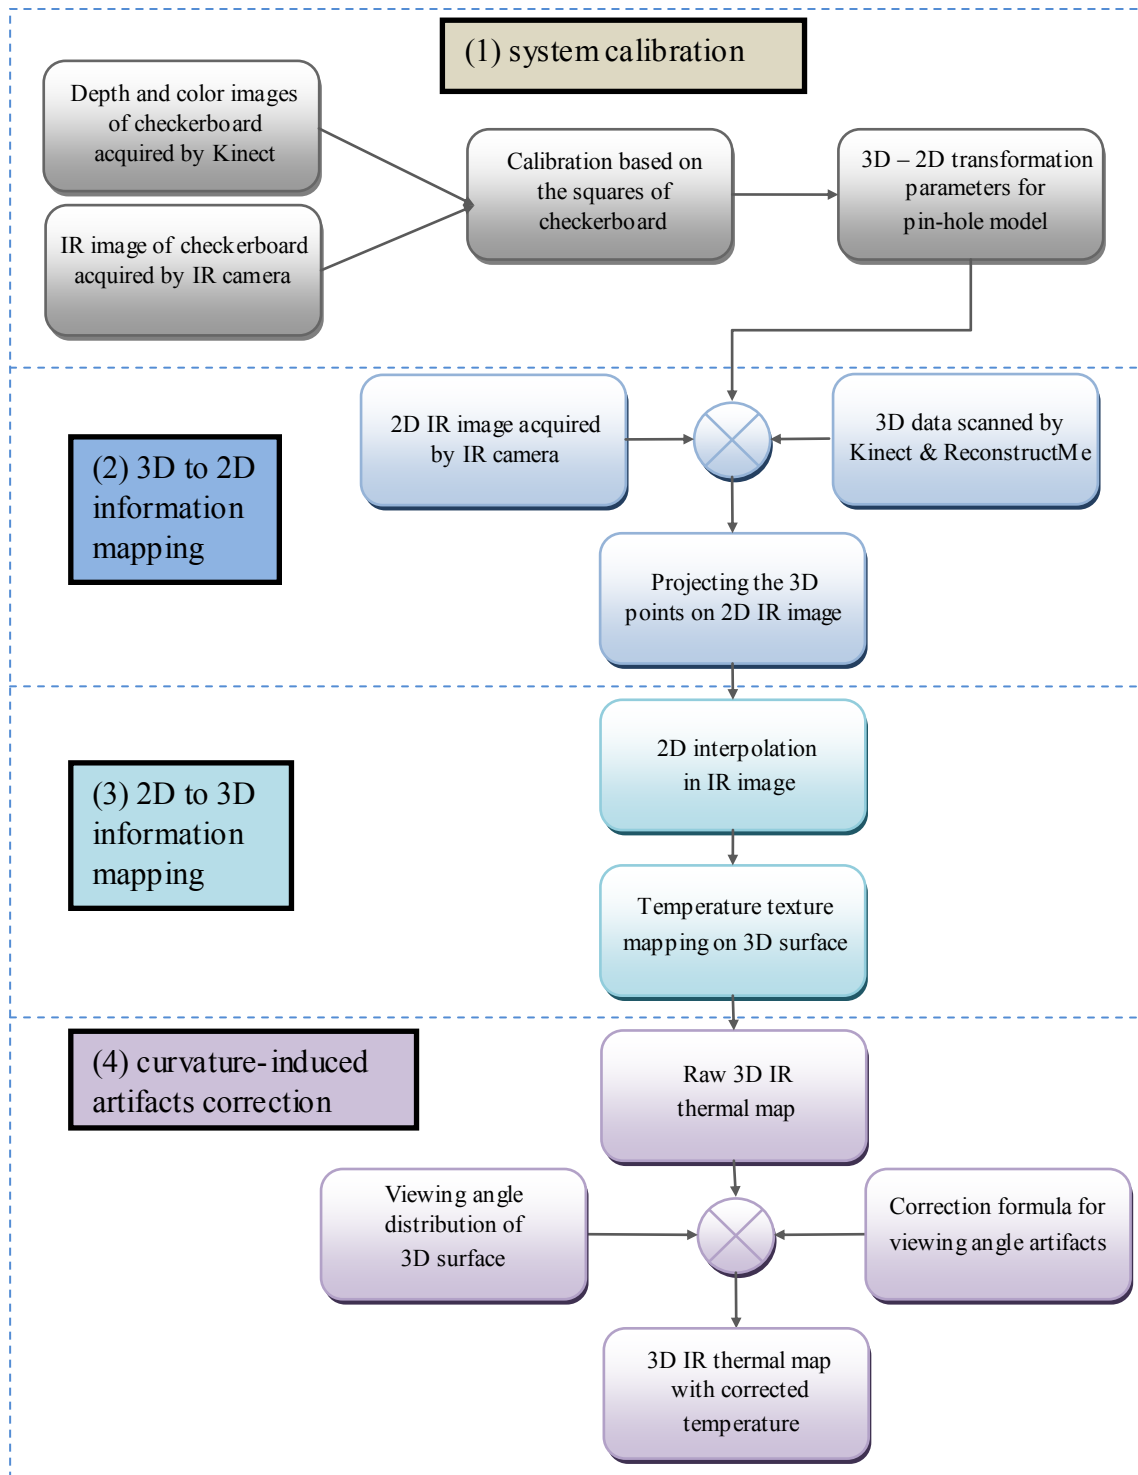 (1) system calibration
Depth and color images
of checkerboard
acquired by Kinect
Calibration based on
the squares of
checkerboard
3D – 2D transformation
parameters for
pin-hole model
IR image of checkerboard
acquired by IR camera
2D IR image acquired
by IR camera
3D data scanned by
Kinect & ReconstructMe
(2) 3D to 2D
information
mapping
Projecting the 3D
points on 2D IR image
2D interpolation
in IR image
(3) 2D to 3D
information
mapping
Temperature texture
mapping on 3D surface
(4) curvature-induced
artifacts correction
Raw 3D IR
thermal map
Viewing angle
distribution of
3D surface
Correction formula for
viewing angle artifacts
3D IR thermal map
with corrected
temperature